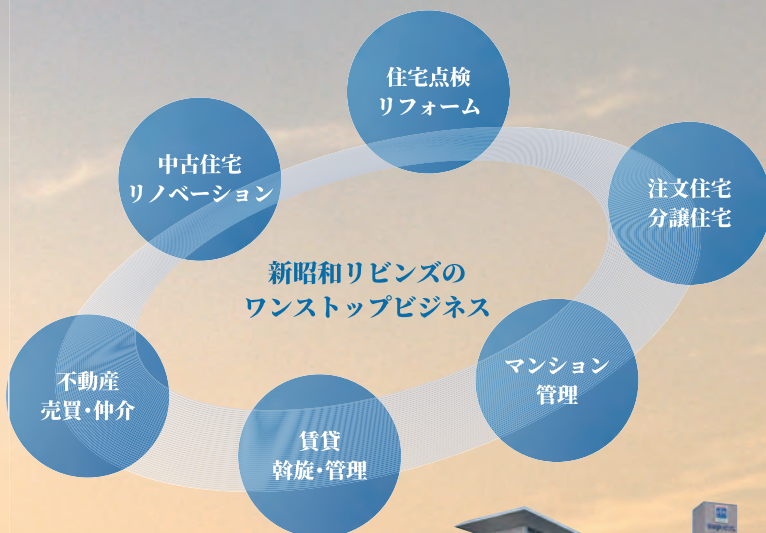 住宅点検
リフォーム
中古住宅
リノベーション
注文住宅
分譲住宅
新昭和リビンズの
ワンストップビジネス
マンション
管理
不動産
売買・仲介
賃貸
斡旋・管理